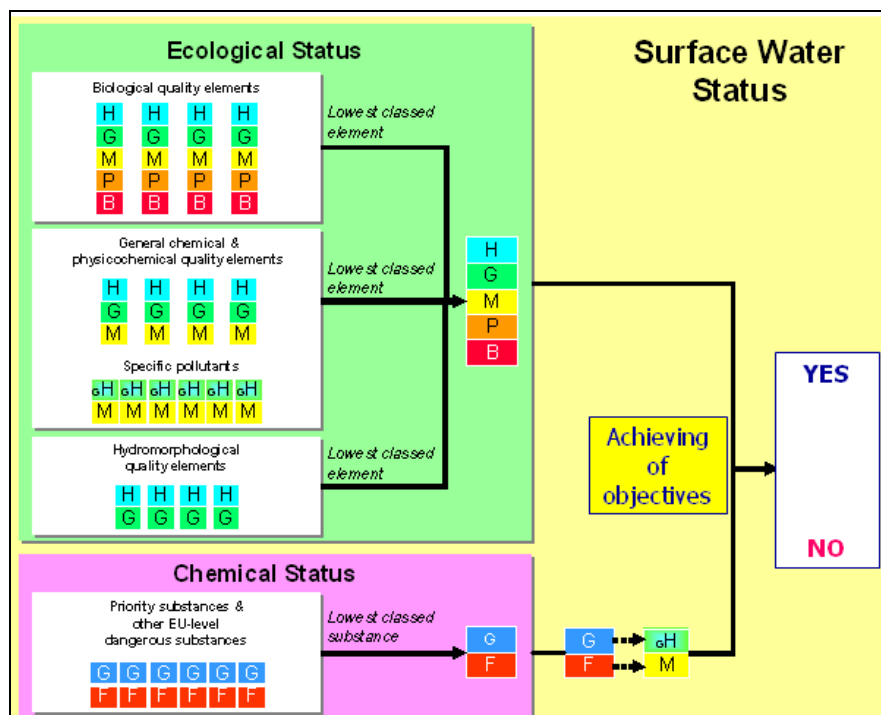 Ecological Status
Surface Water
Status
Biological quality elements
H H H H
G G G G
M M M M
P P P P
B B B B
Lowest classed
element
General chemical &
physicochemical quality elements
H H H H
G G G G
M M M M
Lowest classed
element
Specific pollutants
GH GH GH GH GH GH
M M M M M M
Hydromorphological
quality elements
H H H H
G G G G
Lowest classed
element
H
G
M
P
B
Achieving
of
objectives
YES
NO
Chemical Status
Priority substances &
other EU-level
dangerous substances
G G G G G G
F F F F F F
Lowest classed
substance
G
F
G GH
F M